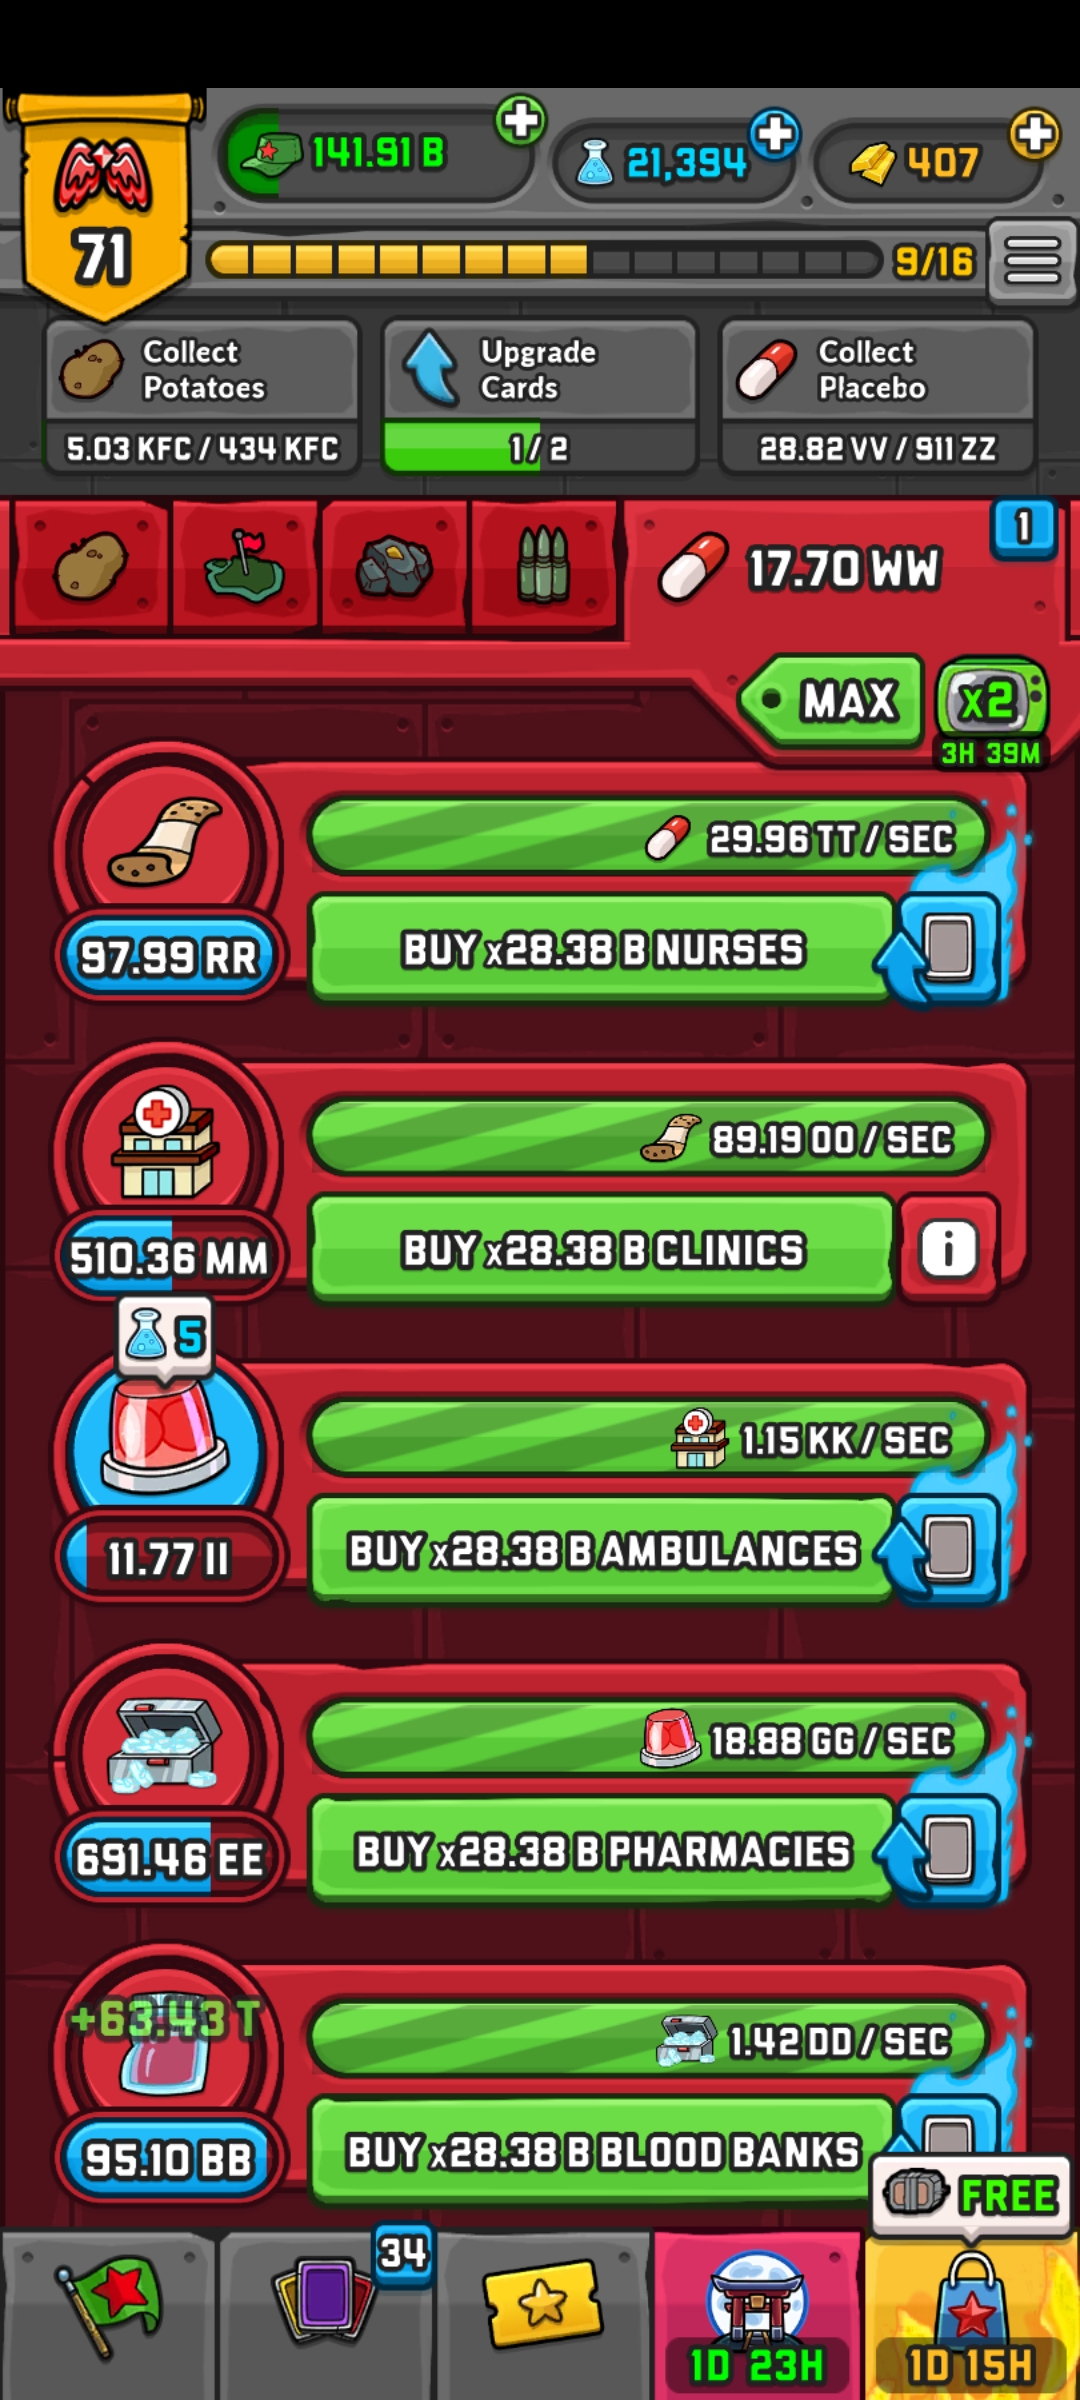 141.91 B
21,394
407
71
9/16
Collect
Potatoes
5.03 KFC / 434 KFC
Upgrade
Cards
1 / 2
Collect
Placebo
28.82 VV / 911 ZZ
17.70 WW
1
MAX
x2
3H 39M
29.96 TT / SEC
97.99 RR
BUY x28.38 B NURSES
89.19 OO / SEC
510.36 MM
BUY x28.38 B CLINICS
i
5
1.15 KK / SEC
11.77 II
BUY x28.38 B AMBULANCES
18.88 GG / SEC
691.46 EE
BUY x28.38 B PHARMACIES
+63.43 T
1.42 DD / SEC
95.10 BB
BUY x28.38 B BLOOD BANKS
FREE
34
1D 23H
1D 15H